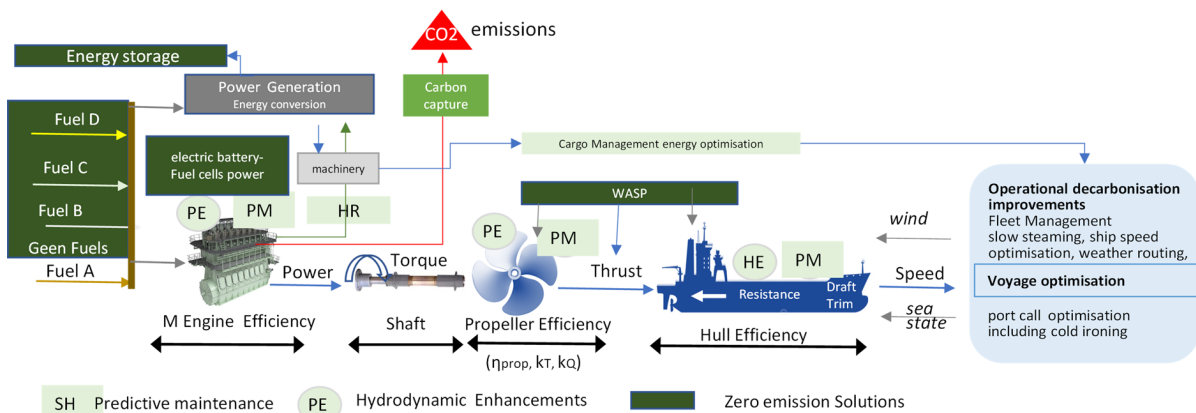 CO2
emissions
Energy storage
Power Generation
Energy conversion
Carbon
capture
Fuel D
Fuel C
Fuel B
Geen Fuels
Fuel A
electric battery-
Fuel cells power
machinery
Cargo Management energy optimisation
WASP
PE
PM
HR
PE
PM
HE
PM
Power
Torque
Thrust
Resistance
Draft
Trim
Speed
wind
sea
state
Operational decarbonisation
improvements
Fleet Management
slow steaming, ship speed
optimisation, weather routing,
Voyage optimisation
port call optimisation
including cold ironing
M Engine Efficiency
Shaft
Propeller Efficiency
(ηprop, kT, kQ)
Hull Efficiency
SH Predictive maintenance
PE Hydrodynamic Enhancements
Zero emission Solutions